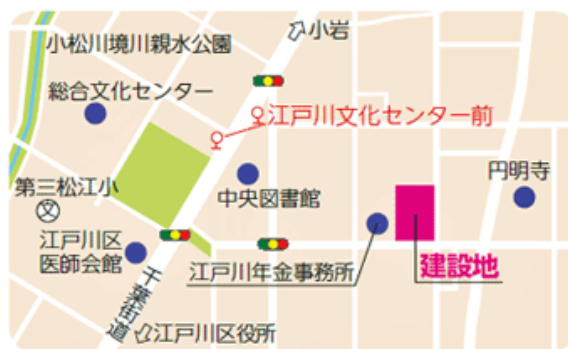 小岩
小松川境川親水公園
総合文化センター
江戸川文化センター前
第三松江小
文
中央図書館
円明寺
江戸川区
医師会館
江戸川年金事務所
建設地
千葉街道
江戸川区役所